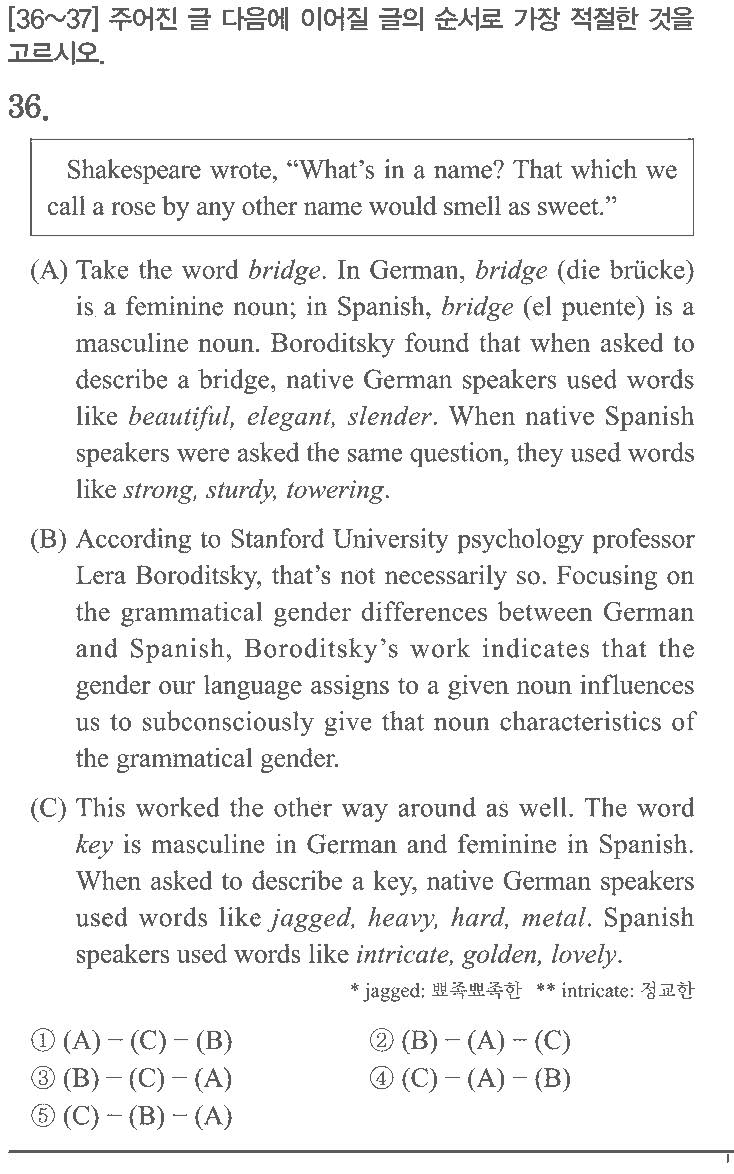 [36~37] 주어진 글 다음에 이어질 글의 순서로 가장 적절한 것을
고르시오.
36.
Shakespeare wrote, “What’s in a name? That which we
call a rose by any other name would smell as sweet.”
(A) Take the word bridge. In German, bridge (die brücke)
is a feminine noun; in Spanish, bridge (el puente) is a
masculine noun. Boroditsky found that when asked to
describe a bridge, native German speakers used words
like beautiful, elegant, slender. When native Spanish
speakers were asked the same question, they used words
like strong, sturdy, towering.
(B) According to Stanford University psychology professor
Lera Boroditsky, that’s not necessarily so. Focusing on
the grammatical gender differences between German
and Spanish, Boroditsky’s work indicates that the
gender our language assigns to a given noun influences
us to subconsciously give that noun characteristics of
the grammatical gender.
(C) This worked the other way around as well. The word
key is masculine in German and feminine in Spanish.
When asked to describe a key, native German speakers
used words like jagged, heavy, hard, metal. Spanish
speakers used words like intricate, golden, lovely.
* jagged: 뾰족뾰족한 ** intricate: 정교한
① (A) − (C) − (B) ② (B) − (A) − (C)
③ (B) − (C) − (A) ④ (C) − (A) − (B)
⑤ (C) − (B) − (A)